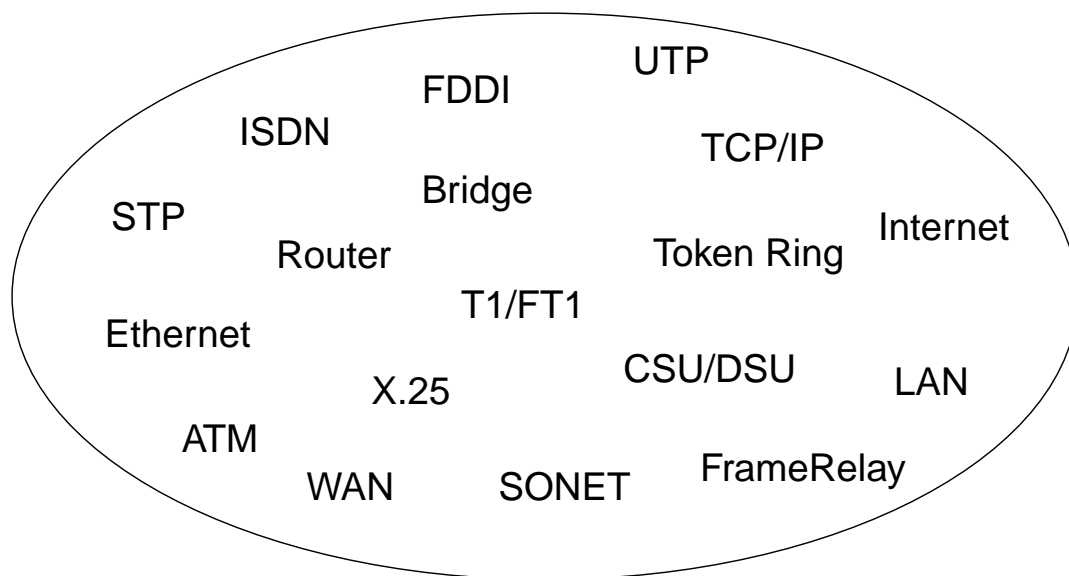 UTP
FDDI
ISDN
TCP/IP
Bridge
STP
Internet
Router
Token Ring
T1/FT1
Ethernet
CSU/DSU
LAN
X.25
ATM
FrameRelay
WAN
SONET